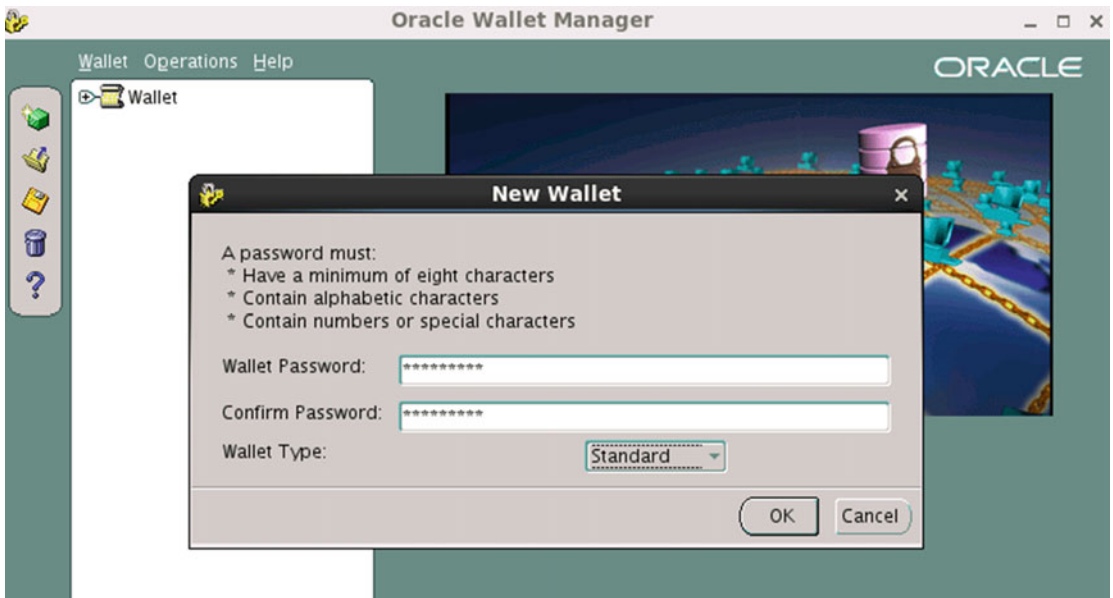 Oracle Wallet Manager
Wallet Operations Help
ORACLE
Wallet
New Wallet
A password must:
* Have a minimum of eight characters
* Contain alphabetic characters
* Contain numbers or special characters
Wallet Password: *********
Confirm Password: *********
Wallet Type: Standard
OK Cancel